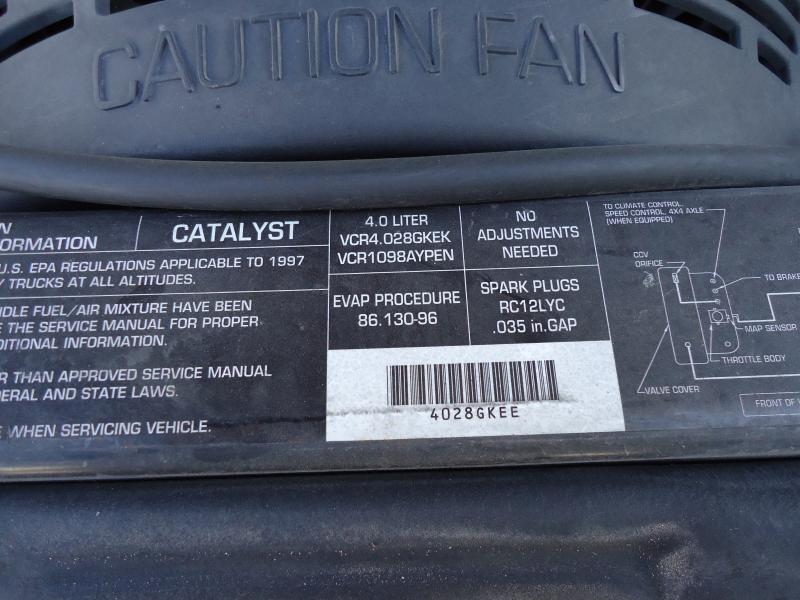 CAUTION FAN
N
FORMATION
CATALYST
U.S. EPA REGULATIONS APPLICABLE TO 1997
TRUCKS AT ALL ALTITUDES.
IDLE FUEL/AIR MIXTURE HAVE BEEN
E THE SERVICE MANUAL FOR PROPER
DITIONAL INFORMATION.
R THAN APPROVED SERVICE MANUAL
EDERAL AND STATE LAWS.
WHEN SERVICING VEHICLE.
4.0 LITER
VCR4.028GKEK
VCR1098AYPEN
NO
ADJUSTMENTS
NEEDED
EVAP PROCEDURE
86.130-96
SPARK PLUGS
RC12LYC
.035 in.GAP
4028GKEE
TO CLIMATE CONTROL,
SPEED CONTROL, 4X4 AXLE
(WHEN EQUIPPED)
CCV
ORIFICE
TO BRAKE
MAP SENSOR
THROTTLE BODY
VALVE COVER
FRONT OF V